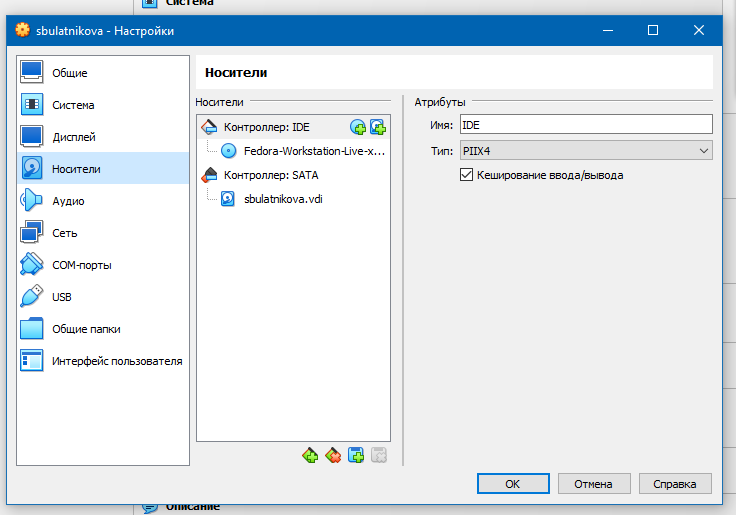 Система
sbulatnikova - Настройки
Общие
Система
Дисплей
Носители
Аудио
Сеть
COM-порты
USB
Общие папки
Интерфейс пользователя
Носители
Носители
Контроллер: IDE
Fedora-Workstation-Live-x...
Контроллер: SATA
sbulatnikova.vdi
Атрибуты
Имя: IDE
Тип: PIIX4
Кеширование ввода/вывода
OK Отмена Справка
Описание